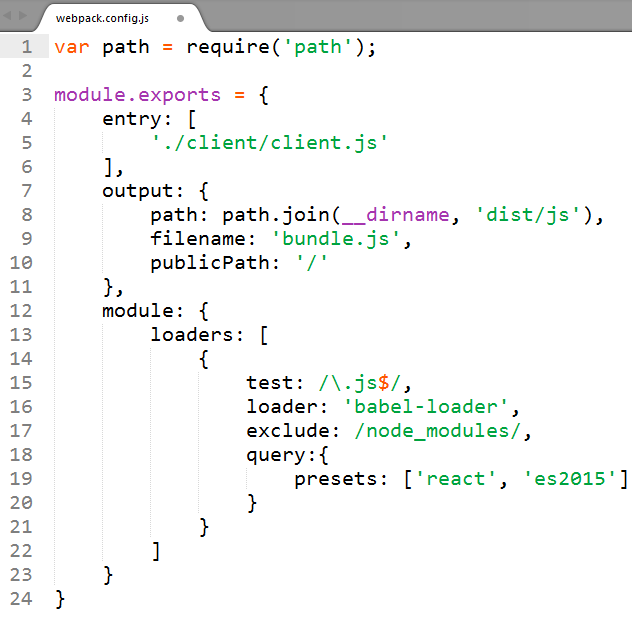 webpack.config.js
1 var path = require('path');
2
3 module.exports = {
4     entry: [
5         './client/client.js'
6     ],
7     output: {
8         path: path.join(__dirname, 'dist/js'),
9         filename: 'bundle.js',
10         publicPath: '/'
11     },
12     module: {
13         loaders: [
14             {
15                 test: /\.js$/,
16                 loader: 'babel-loader',
17                 exclude: /node_modules/,
18                 query:{
19                     presets: ['react', 'es2015']
20                 }
21             }
22         ]
23     }
24 }